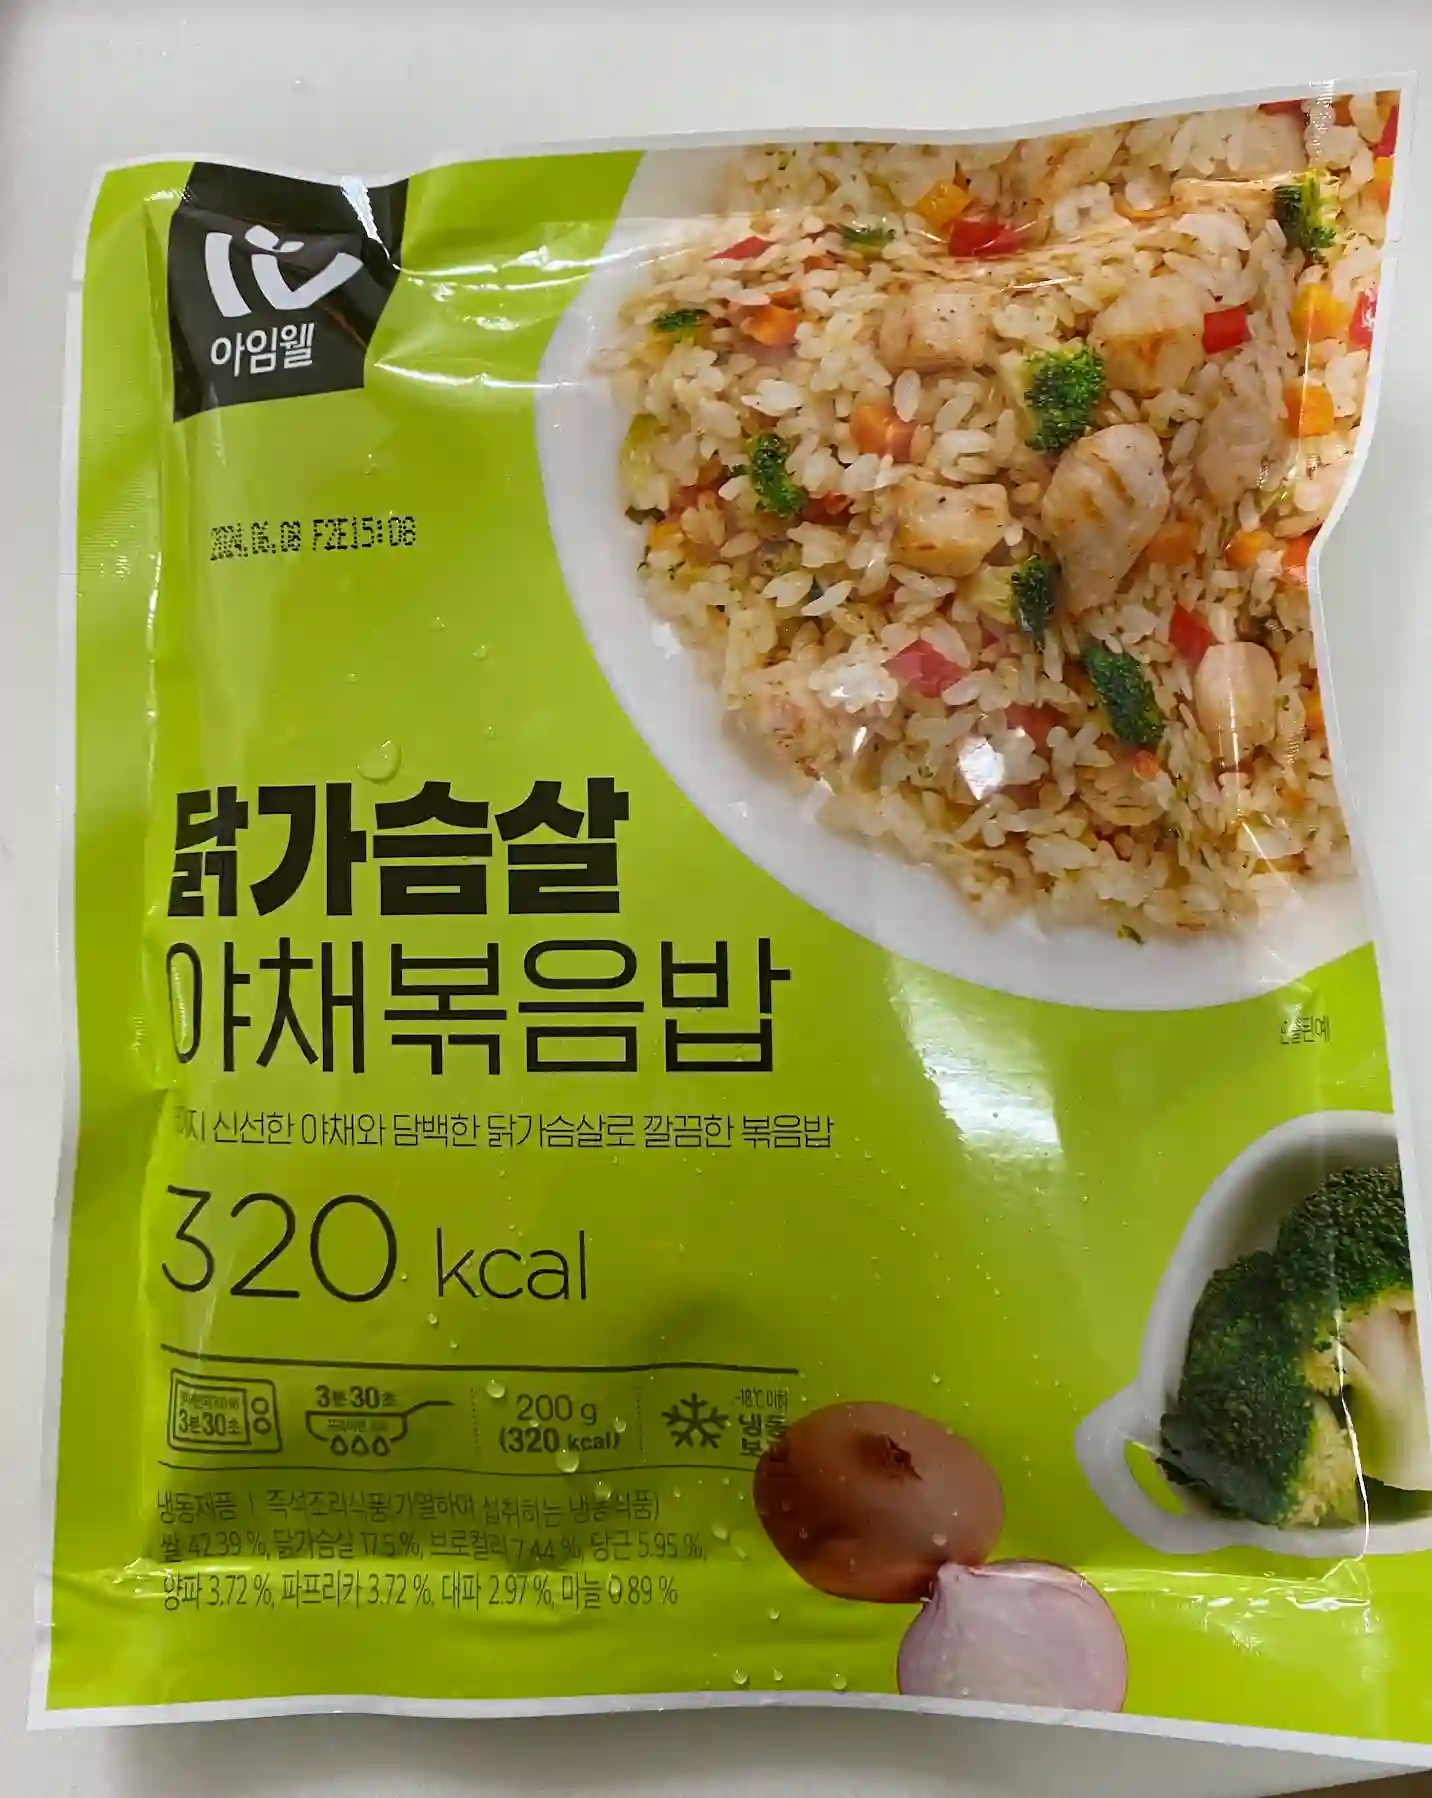 아임웰
2024.06.08 F2E15:08
닭가슴살
야채볶음밥
신선한 야채와 담백한 닭가슴살로 깔끔한 볶음밥
320 kcal
3분30초
3분30초
200 g
(320 kcal)
-18℃ 이하
냉동
냉동제품 | 즉석조리식품(가열하여 섭취하는 냉동식품)
쌀 42.39 %, 닭가슴살 17.5 %, 브로컬리 7.44 %, 당근 5.95 %,
양파 3.72 %, 파프리카 3.72 %, 대파 2.97 %, 마늘 0.89 %